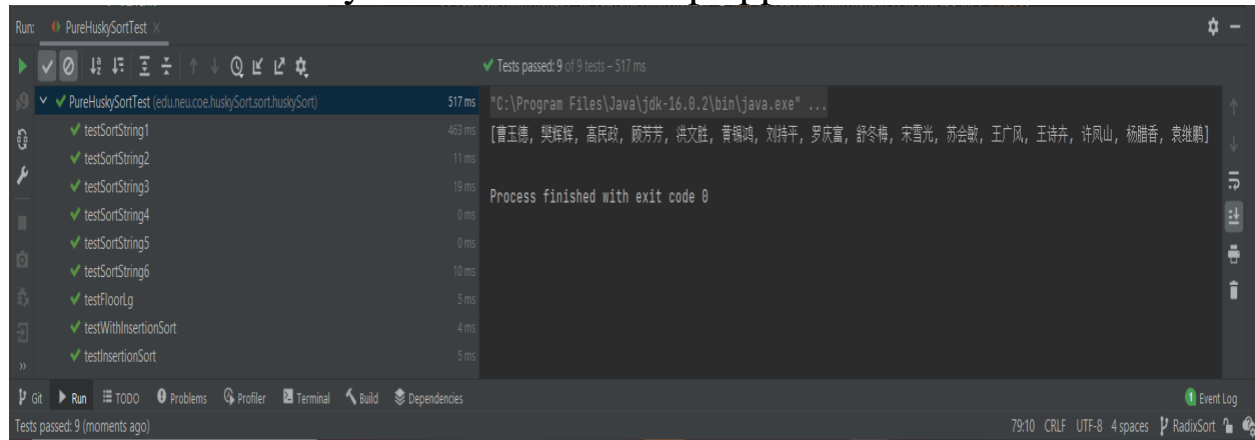 Run: PureHuskySortTest ×
Tests passed: 9 of 9 tests – 517 ms
PureHuskySortTest (edu.neu.coe.huskySort.sort.huskySort) 517 ms
testSortString1 463 ms
testSortString2 11 ms
testSortString3 19 ms
testSortString4 0 ms
testSortString5 0 ms
testSortString6 10 ms
testFloorLg 5 ms
testWithInsertionSort 4 ms
testInsertionSort 5 ms
"C:\Program Files\Java\jdk-16.0.2\bin\java.exe" ...
[曹玉德, 樊辉辉, 高民政, 顾芳芳, 洪文胜, 黄锡鸿, 刘持平, 罗庆富, 舒冬梅, 宋雪光, 苏会敏, 王广风, 王诗卉, 许凤山, 杨腊香, 袁继鹏]
Process finished with exit code 0
Git Run TODO Problems Profiler Terminal Build Dependencies 1 Event Log
Tests passed: 9 (moments ago) 79:10 CRLF UTF-8 4 spaces RadixSort